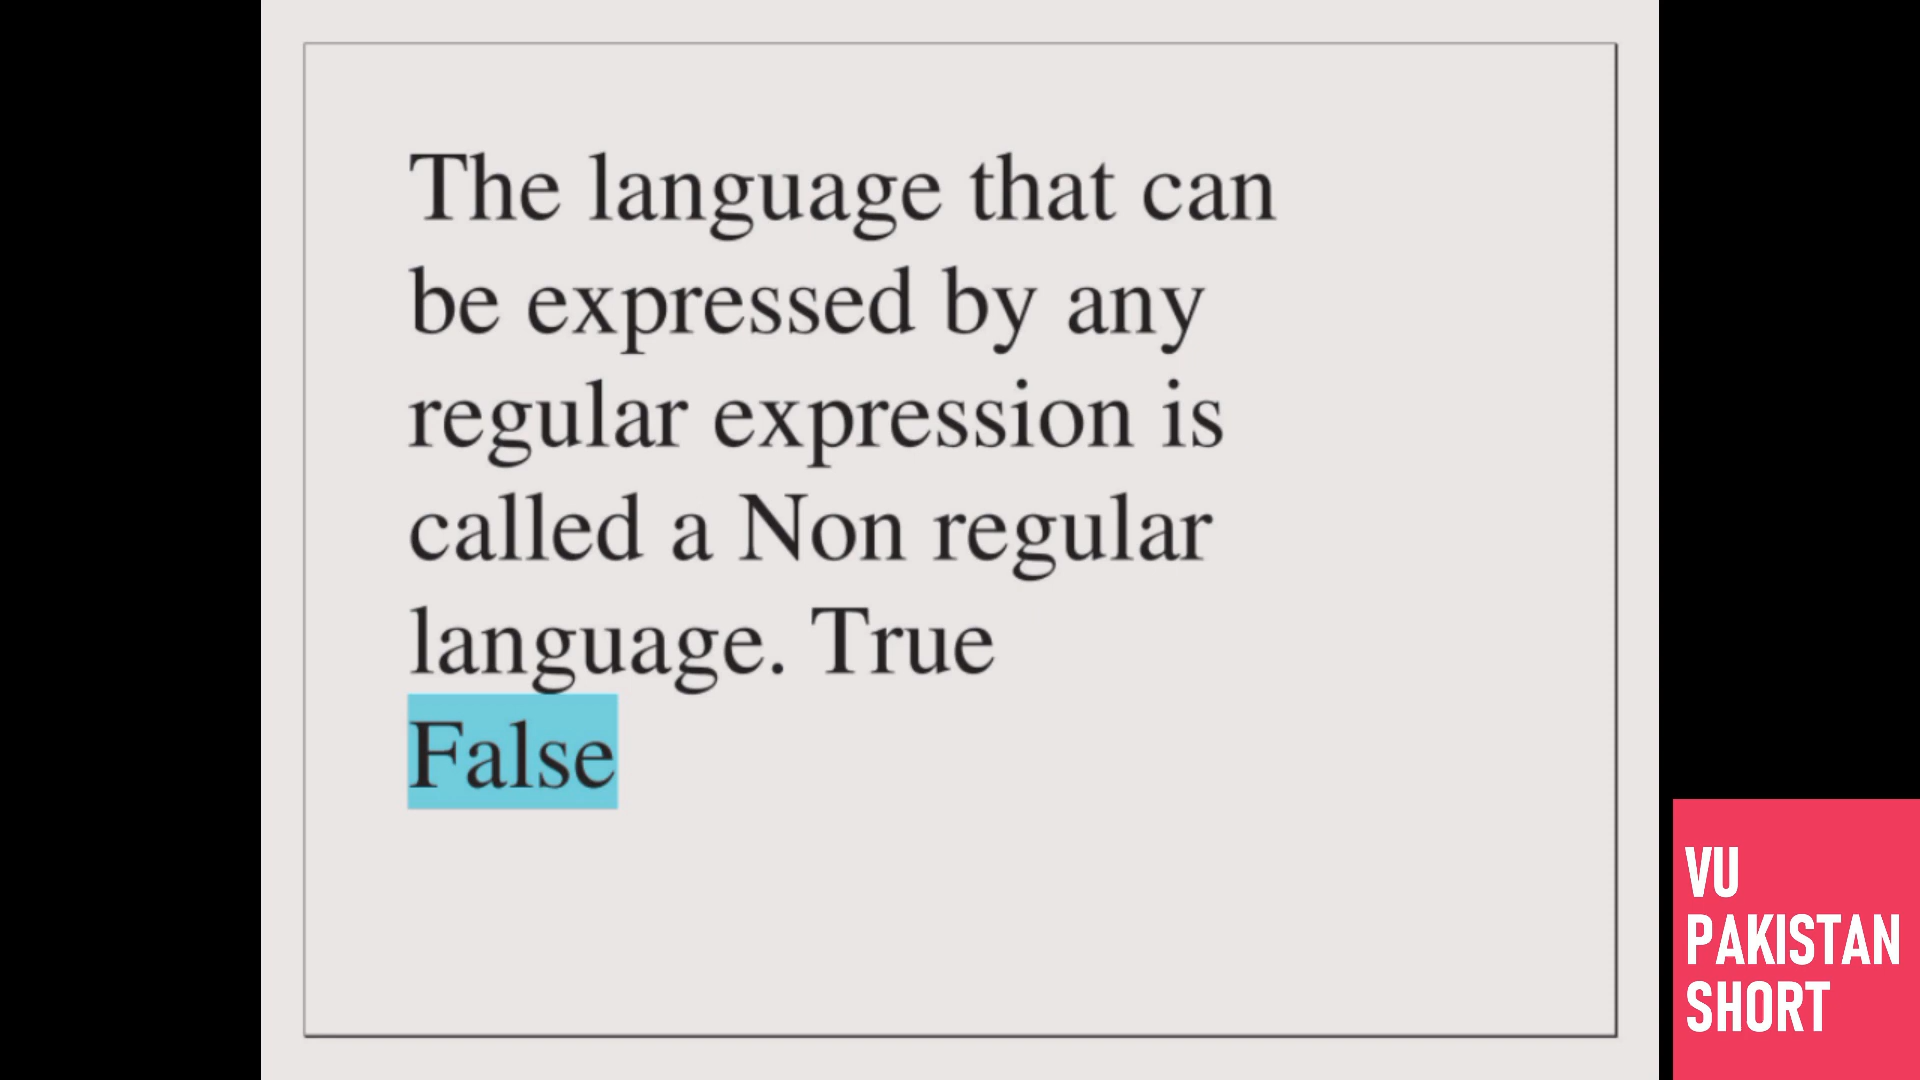 The language that can
be expressed by any
regular expression is
called a Non regular
language. True
False
VU
PAKISTAN
SHORT